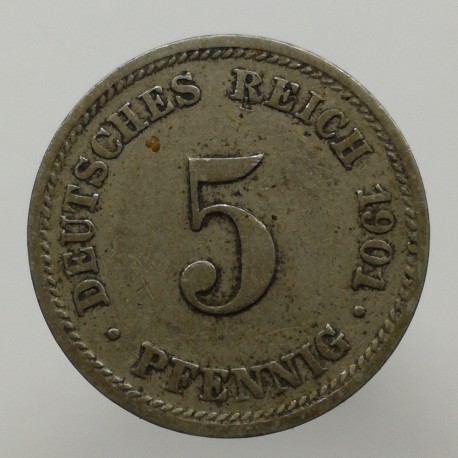 DEUTSCHES REICH 1901
5
· PFENNIG ·